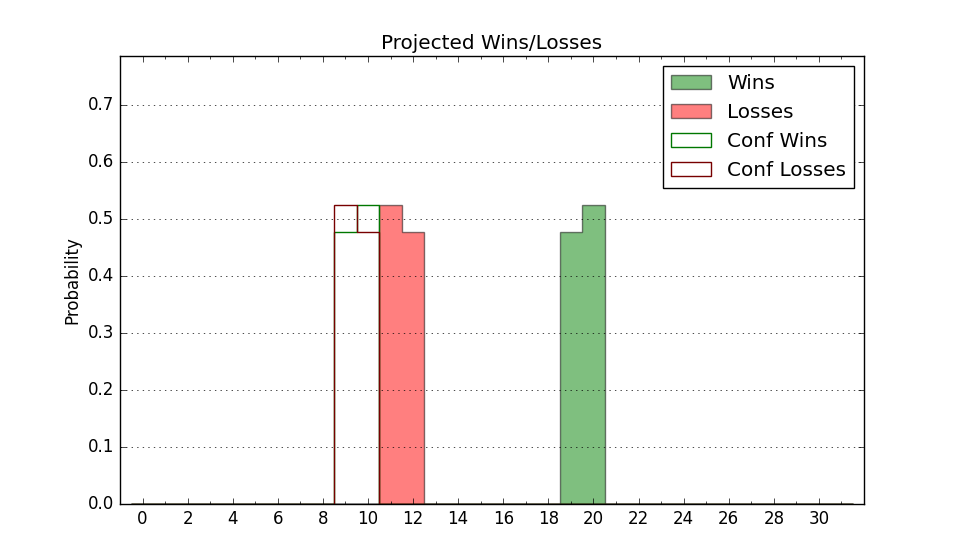 Projected Wins/Losses
Wins
Losses
Conf Wins
Conf Losses
Probability
0.7
0.6
0.5
0.4
0.3
0.2
0.1
0.0
0 2 4 6 8 10 12 14 16 18 20 22 24 26 28 30